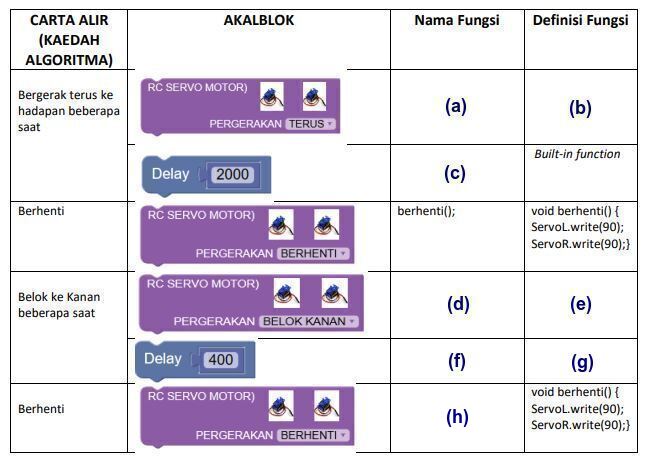 CARTA ALIR
(KAEDAH
ALGORITMA)
AKALBLOK
Nama Fungsi
Definisi Fungsi
Bergerak terus ke
hadapan beberapa
saat
RC SERVO MOTOR)
PERGERAKAN TERUS
(a)
(b)
Delay 2000
(c)
Built-in function
Berhenti
RC SERVO MOTOR)
PERGERAKAN BERHENTI
berhenti();
void berhenti() {
ServoL.write(90);
ServoR.write(90);}
Belok ke Kanan
beberapa saat
RC SERVO MOTOR)
PERGERAKAN BELOK KANAN
(d)
(e)
Delay 400
(f)
(g)
Berhenti
RC SERVO MOTOR)
PERGERAKAN BERHENTI
(h)
void berhenti() {
ServoL.write(90);
ServoR.write(90);}